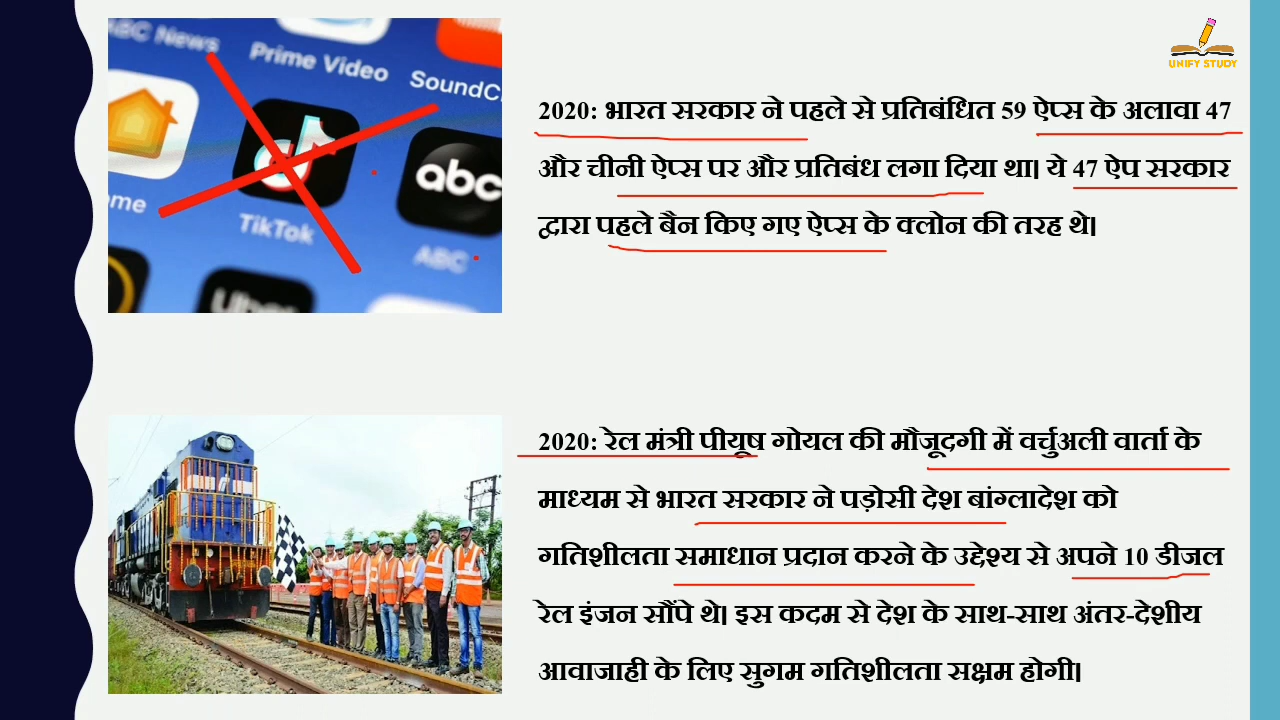 ABC News
Prime Video
TikTok
abc
ABC
Uber
UNIFY STUDY
2020: भारत सरकार ने पहले से प्रतिबंधित 59 ऐप्स के अलावा 47
और चीनी ऐप्स पर और प्रतिबंध लगा दिया था। ये 47 ऐप सरकार
द्वारा पहले बैन किए गए ऐप्स के क्लोन की तरह थे।
2020: रेल मंत्री पीयूष गोयल की मौजूदगी में वर्चुअली वार्ता के
माध्यम से भारत सरकार ने पड़ोसी देश बांग्लादेश को
गतिशीलता समाधान प्रदान करने के उद्देश्य से अपने 10 डीजल
रेल इंजन सौंपे थे। इस कदम से देश के साथ-साथ अंतर-देशीय
आवाजाही के लिए सुगम गतिशीलता सक्षम होगी।